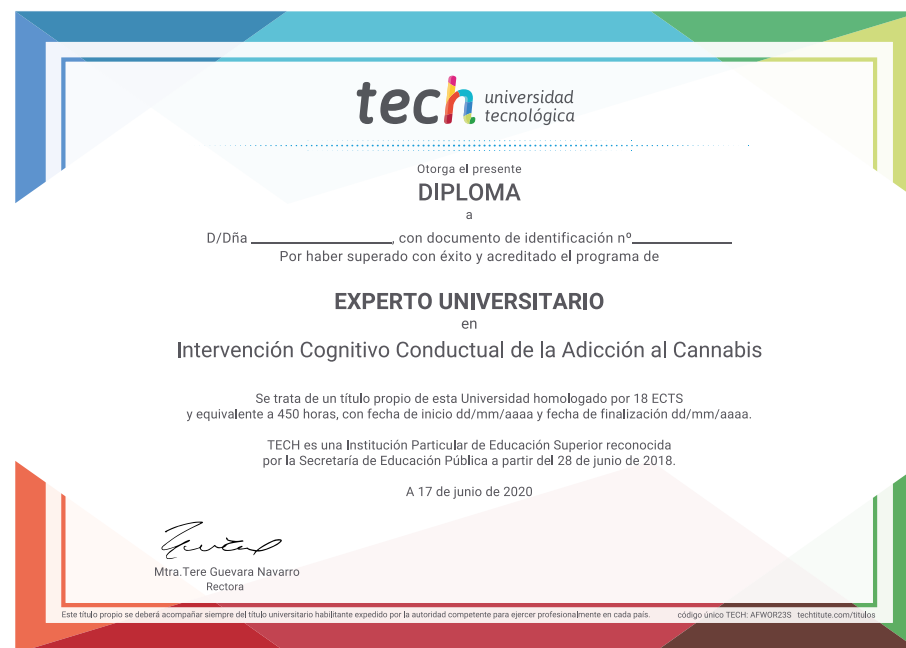 tech universidad
tecnológica
Otorga el presente
DIPLOMA
a
D/Dña ____________, con documento de identificación nº____________
Por haber superado con éxito y acreditado el programa de
EXPERTO UNIVERSITARIO
en
Intervención Cognitivo Conductual de la Adicción al Cannabis
Se trata de un título propio de esta Universidad homologado por 18 ECTS
y equivalente a 450 horas, con fecha de inicio dd/mm/aaaa y fecha de finalización dd/mm/aaaa.
TECH es una Institución Particular de Educación Superior reconocida
por la Secretaría de Educación Pública a partir del 28 de junio de 2018.
A 17 de junio de 2020
Mtra.Tere Guevara Navarro
Rectora
Este título propio se deberá acompañar siempre del título universitario habilitante expedido por la autoridad competente para ejercer profesionalmente en cada país. código único TECH: AFWOR23S techtitute.com/titulos